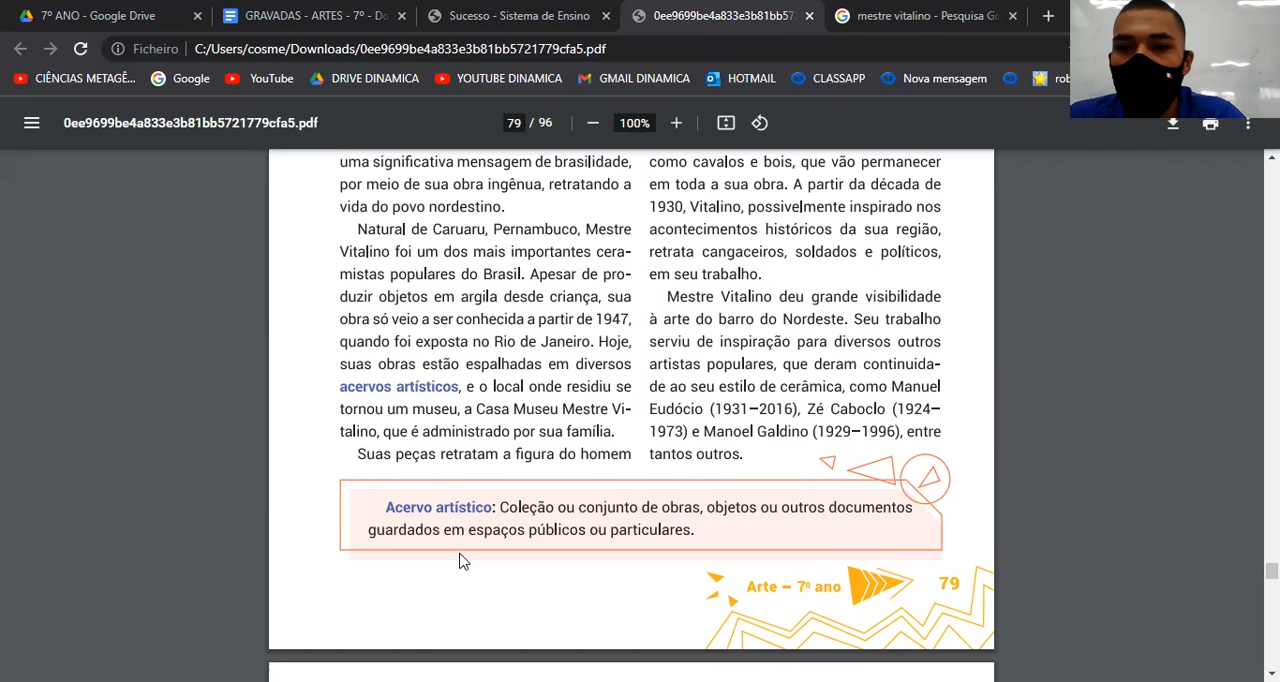 7º ANO - Google Drive
GRAVADAS - ARTES - 7º - Do
Sucesso - Sistema de Ensino
0ee9699be4a833e3b81bb572
mestre vitalino - Pesquisa Go
Ficheiro
C:/Users/cosme/Downloads/0ee9699be4a833e3b81bb5721779cfa5.pdf
CIÊNCIAS METAGÊ...
Google
YouTube
DRIVE DINAMICA
YOUTUBE DINAMICA
GMAIL DINAMICA
HOTMAIL
CLASSAPP
Nova mensagem
rob
0ee9699be4a833e3b81bb5721779cfa5.pdf
79 / 96
100%
uma significativa mensagem de brasilidade,
por meio de sua obra ingênua, retratando a
vida do povo nordestino.
Natural de Caruaru, Pernambuco, Mestre
Vitalino foi um dos mais importantes cera-
mistas populares do Brasil. Apesar de pro-
duzir objetos em argila desde criança, sua
obra só veio a ser conhecida a partir de 1947,
quando foi exposta no Rio de Janeiro. Hoje,
suas obras estão espalhadas em diversos
acervos artísticos, e o local onde residiu se
tornou um museu, a Casa Museu Mestre Vi-
talino, que é administrado por sua família.
Suas peças retratam a figura do homem
como cavalos e bois, que vão permanecer
em toda a sua obra. A partir da década de
1930, Vitalino, possivelmente inspirado nos
acontecimentos históricos da sua região,
retrata cangaceiros, soldados e políticos,
em seu trabalho.
Mestre Vitalino deu grande visibilidade
à arte do barro do Nordeste. Seu trabalho
serviu de inspiração para diversos outros
artistas populares, que deram continuida-
de ao seu estilo de cerâmica, como Manuel
Eudócio (1931–2016), Zé Caboclo (1924–
1973) e Manoel Galdino (1929–1996), entre
tantos outros.
Acervo artístico: Coleção ou conjunto de obras, objetos ou outros documentos
guardados em espaços públicos ou particulares.
Arte – 7º ano
79